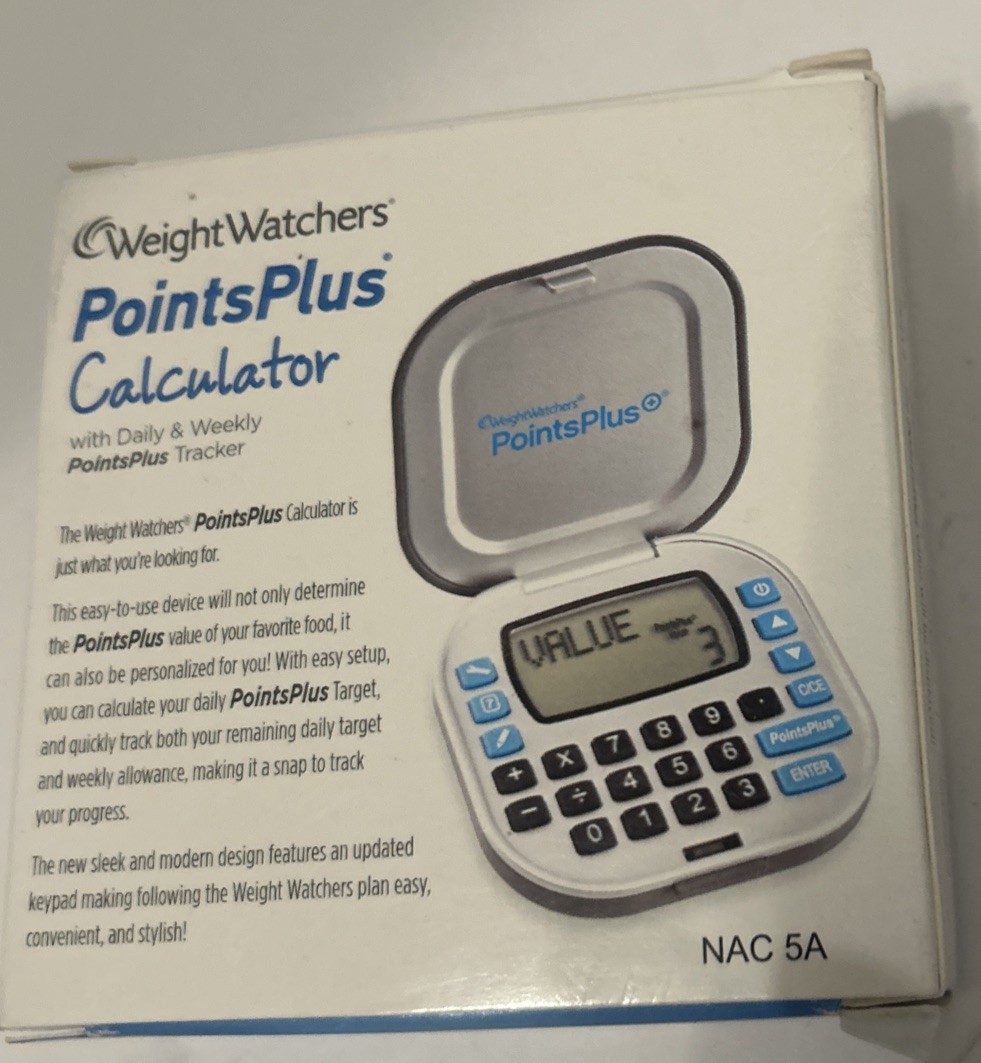 WeightWatchers®
PointsPlus®
Calculator
with Daily & Weekly
PointsPlus Tracker
The Weight Watchers® PointsPlus Calculator is
just what you're looking for.
This easy-to-use device will not only determine
the PointsPlus value of your favorite food, it
can also be personalized for you! With easy setup,
you can calculate your daily PointsPlus Target,
and quickly track both your remaining daily target
and weekly allowance, making it a snap to track
your progress.
The new sleek and modern design features an updated
keypad making following the Weight Watchers plan easy,
convenient, and stylish!
WeightWatchers®
PointsPlus®
VALUE
3
?
C/CE
PointsPlus®
ENTER
+ x 7 8 9 .
- ÷ 4 5 6
0 1 2 3
NAC 5A